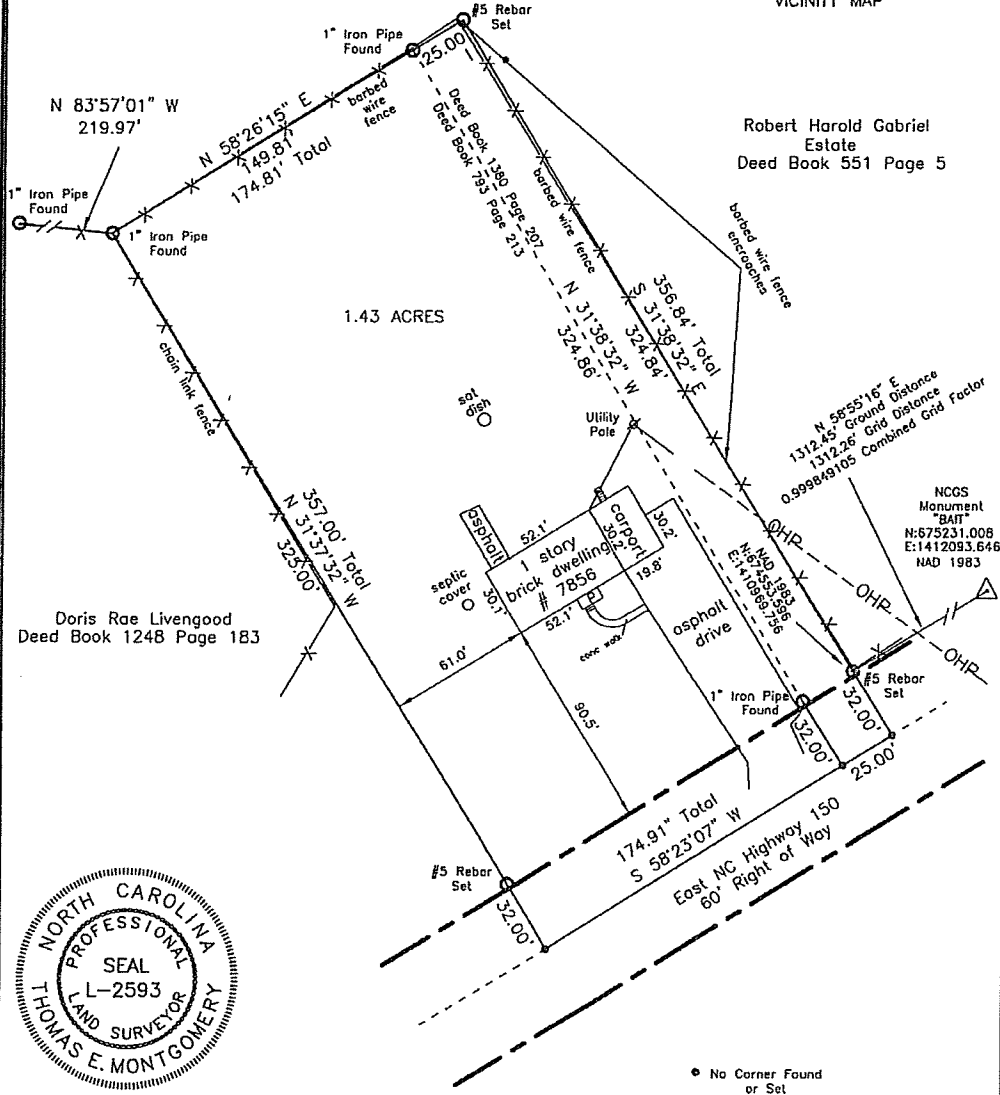 VICINITY MAP
#5 Rebar
Set
1" Iron Pipe
Found
25.00'
N 83°57'01" W
219.97'
N 58°26'15" E
149.81'
174.81' Total
barbed
wire
fence
Deed Book 1380 Page 207
Deed Book 793 Page 213
Robert Harold Gabriel
Estate
Deed Book 551 Page 5
1" Iron Pipe
Found
1" Iron Pipe
Found
barbed wire fence
barbed wire fence
encroaches
1.43 ACRES
N 31°38'32" W
324.86'
356.84' Total
S 31°38'32" E
324.84'
chain link fence
sat
dish
Utility
Pole
N 58°55'16" E
1312.45' Ground Distance
1312.26' Grid Distance
0.999849105 Combined Grid Factor
NCGS
Monument
"BAIT"
N:675231.008
E:1412093.646
NAD 1983
357.00' Total
N 31°37'32" W
325.00'
asphalt
52.1'
carport
30.2'
30.2'
1 story
brick dwelling
# 7856
septic
cover
30.1'
52.1'
19.8'
conc walk
asphalt
drive
NAD 1983
N:674553.596
E:1410969.756
OHP
OHP
OHP
Doris Rae Livengood
Deed Book 1248 Page 183
61.0'
90.5'
1" Iron Pipe
Found
#5 Rebar
Set
32.00'
32.00'
25.00'
174.91" Total
S 58°23'07" W
East NC Highway 150
60' Right of Way
#5 Rebar
Set
32.00'
NORTH CAROLINA
PROFESSIONAL
SEAL
L-2593
LAND SURVEYOR
THOMAS E. MONTGOMERY
No Corner Found
or Set